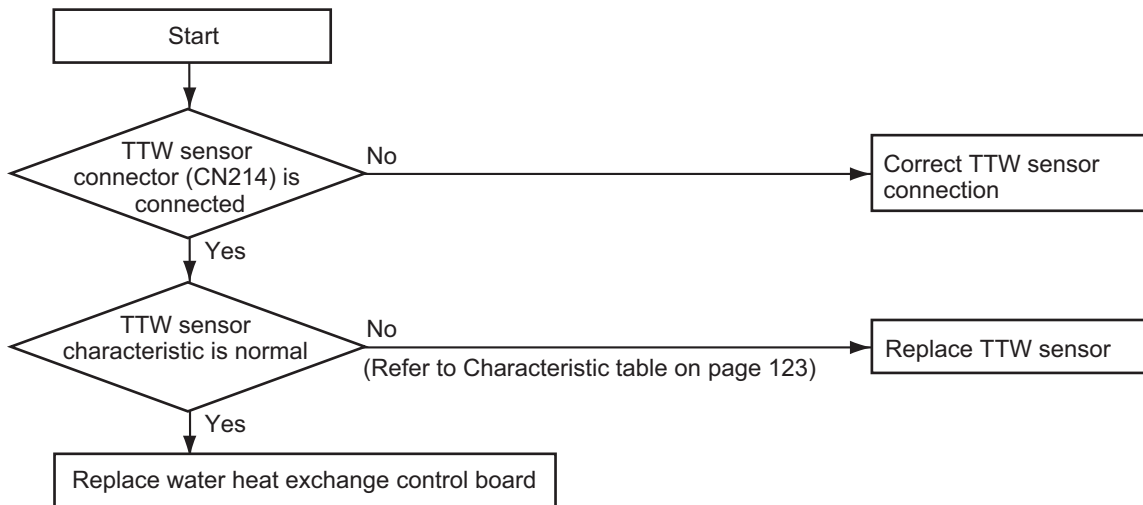 Start
TTW sensor
connector (CN214) is
connected
No
Correct TTW sensor
connection
Yes
TTW sensor
characteristic is normal
No
(Refer to Characteristic table on page 123)
Replace TTW sensor
Yes
Replace water heat exchange control board